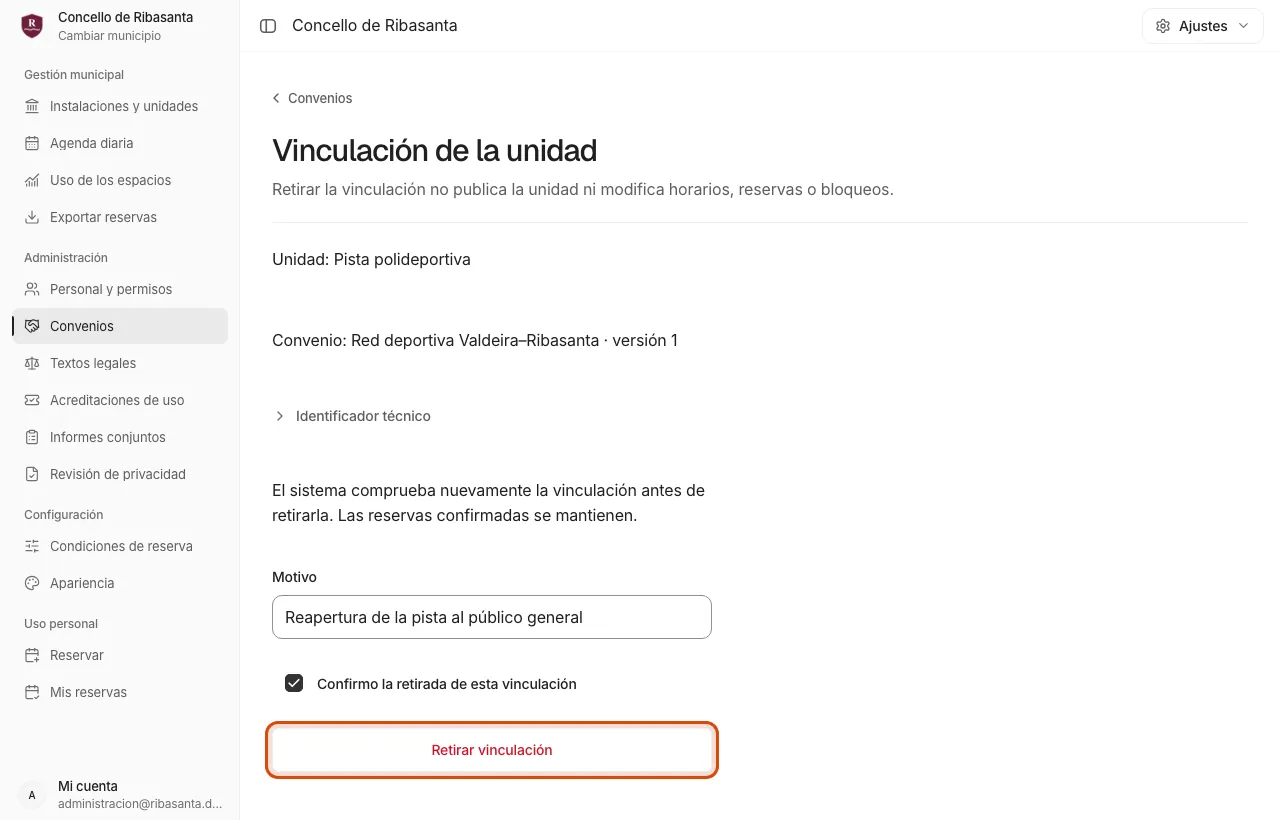 R
Concello de Ribasanta
Cambiar municipio
Gestión municipal
Instalaciones y unidades
Agenda diaria
Uso de los espacios
Exportar reservas
Administración
Personal y permisos
Convenios
Textos legales
Acreditaciones de uso
Informes conjuntos
Revisión de privacidad
Configuración
Condiciones de reserva
Apariencia
Uso personal
Reservar
Mis reservas
A
Mi cuenta
administracion@ribasanta.d...
Concello de Ribasanta
Ajustes
Convenios
Vinculación de la unidad
Retirar la vinculación no publica la unidad ni modifica horarios, reservas o bloqueos.
Unidad: Pista polideportiva
Convenio: Red deportiva Valdeira–Ribasanta · versión 1
Identificador técnico
El sistema comprueba nuevamente la vinculación antes de
retirarla. Las reservas confirmadas se mantienen.
Motivo
Reapertura de la pista al público general
Confirmo la retirada de esta vinculación
Retirar vinculación